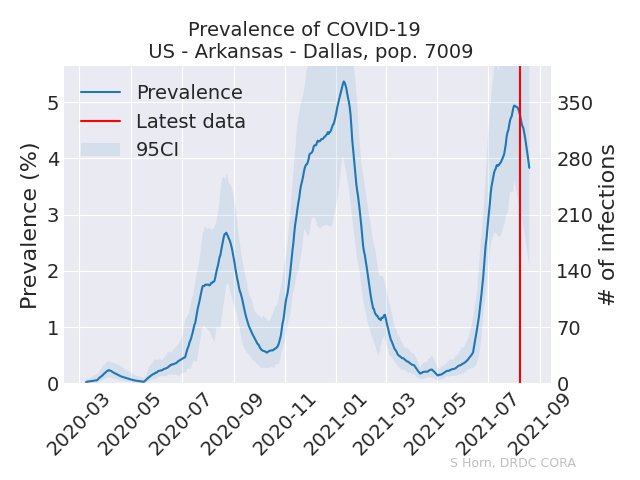 Prevalence of COVID-19
US - Arkansas - Dallas, pop. 7009
Prevalence
Latest data
95CI
Prevalence (%)
5
4
3
2
1
0
350
280
210
140
70
0
# of infections
2020-03
2020-05
2020-07
2020-09
2020-11
2021-01
2021-03
2021-05
2021-07
2021-09
S Horn, DRDC CORA